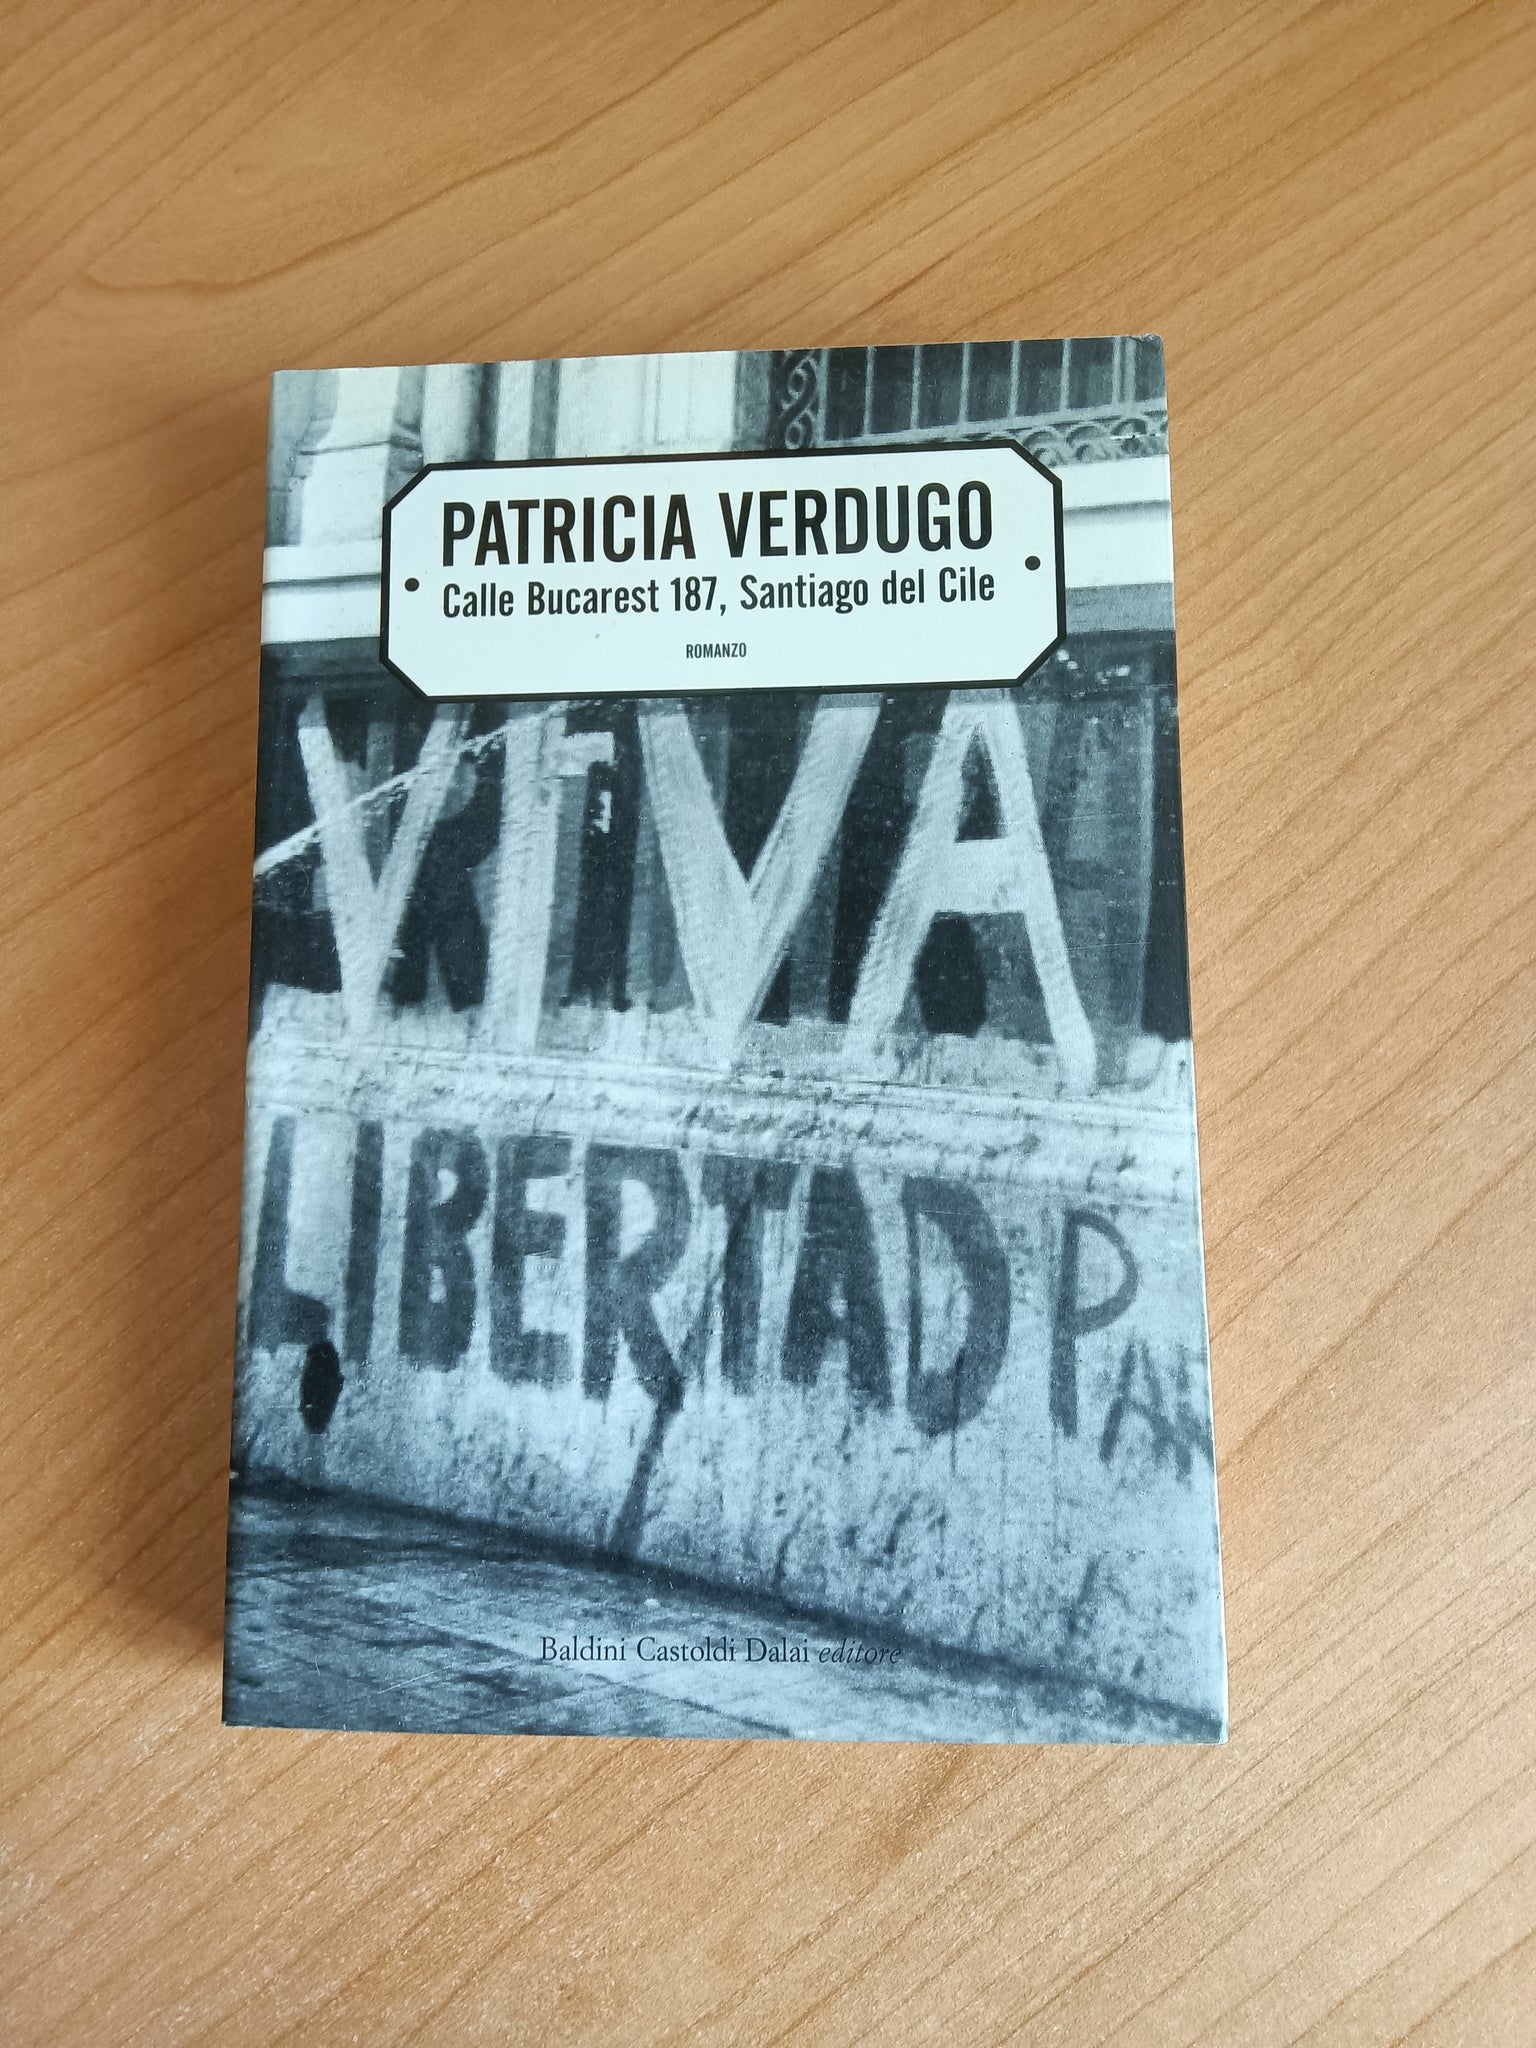 PATRICIA VERDUGO
Calle Bucarest 187, Santiago del Cile
ROMANZO
VIVA
LIBERTAD P
Baldini Castoldi Dalai editore